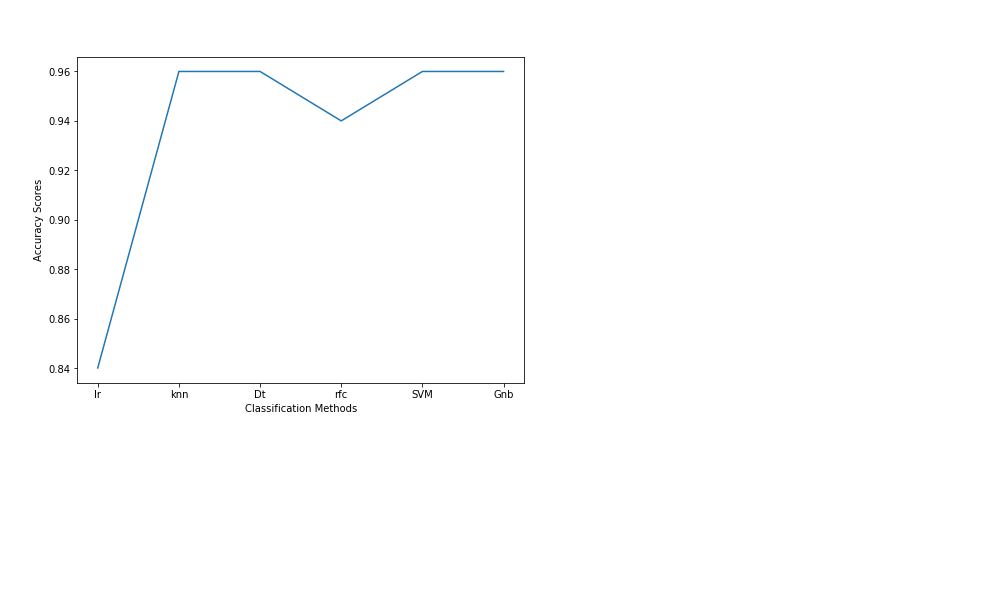 0.96
0.94
0.92
0.90
0.88
0.86
0.84
Accuracy Scores
lr knn Dt rfc SVM Gnb
Classification Methods